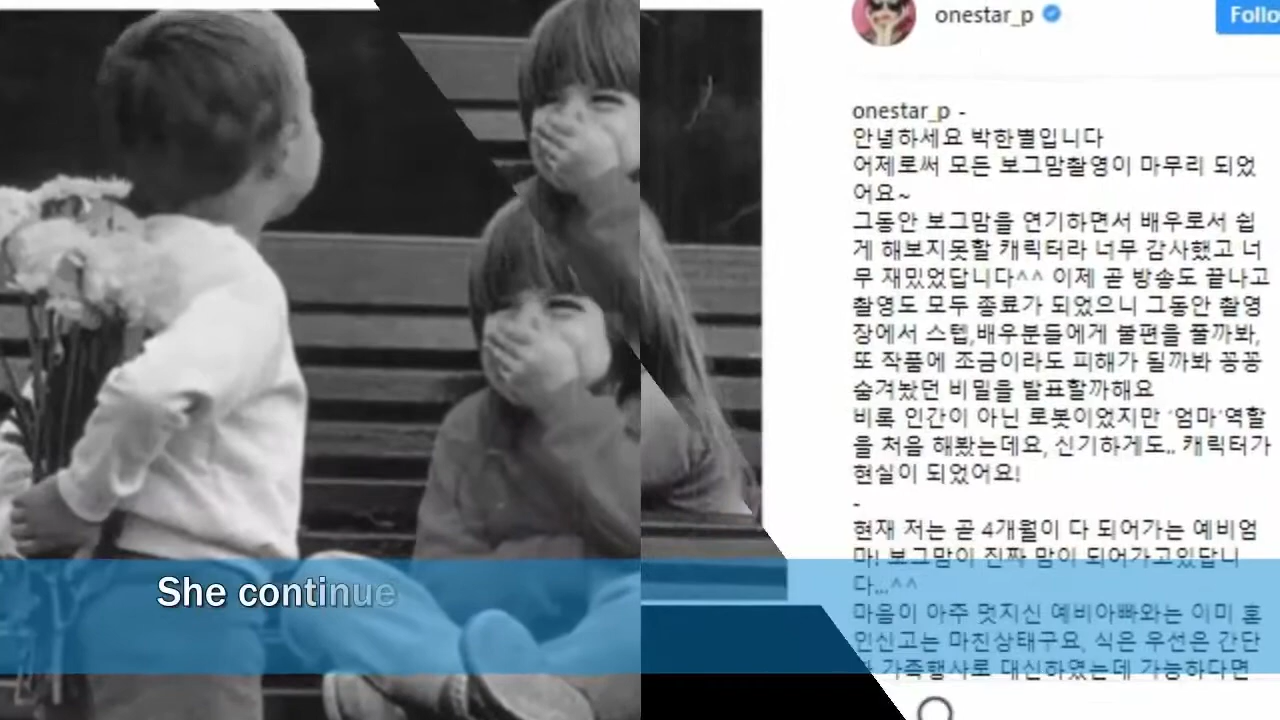 onestar_p
Follo
onestar_p -
안녕하세요 박한별입니다
어제로써 모든 보그맘촬영이 마무리 되었
어요~
그동안 보그맘을 연기하면서 배우로서 쉽
게 해보지못할 캐릭터라 너무 감사했고 너
무 재밌었답니다^^ 이제 곧 방송도 끝나고
촬영도 모두 종료가 되었으니 그동안 촬영
장에서 스텝,배우분들에게 불편을 줄까봐,
또 작품에 조금이라도 피해가 될까봐 꽁꽁
숨겨놨던 비밀을 발표할까해요
비록 인간이 아닌 로봇이었지만 '엄마'역할
을 처음 해봤는데요, 신기하게도.. 캐릭터가
현실이 되었어요!
-
현재 저는 곧 4개월이 다 되어가는 예비엄
마! 보그맘이 진짜 맘이 되어가고있답니
다...^^
마음이 아주 멋지신 예비아빠와는 이미 혼
인신고는 마친상태구요, 식은 우선은 간단
가족행사로 대신하였는데 가능하다면
She continue